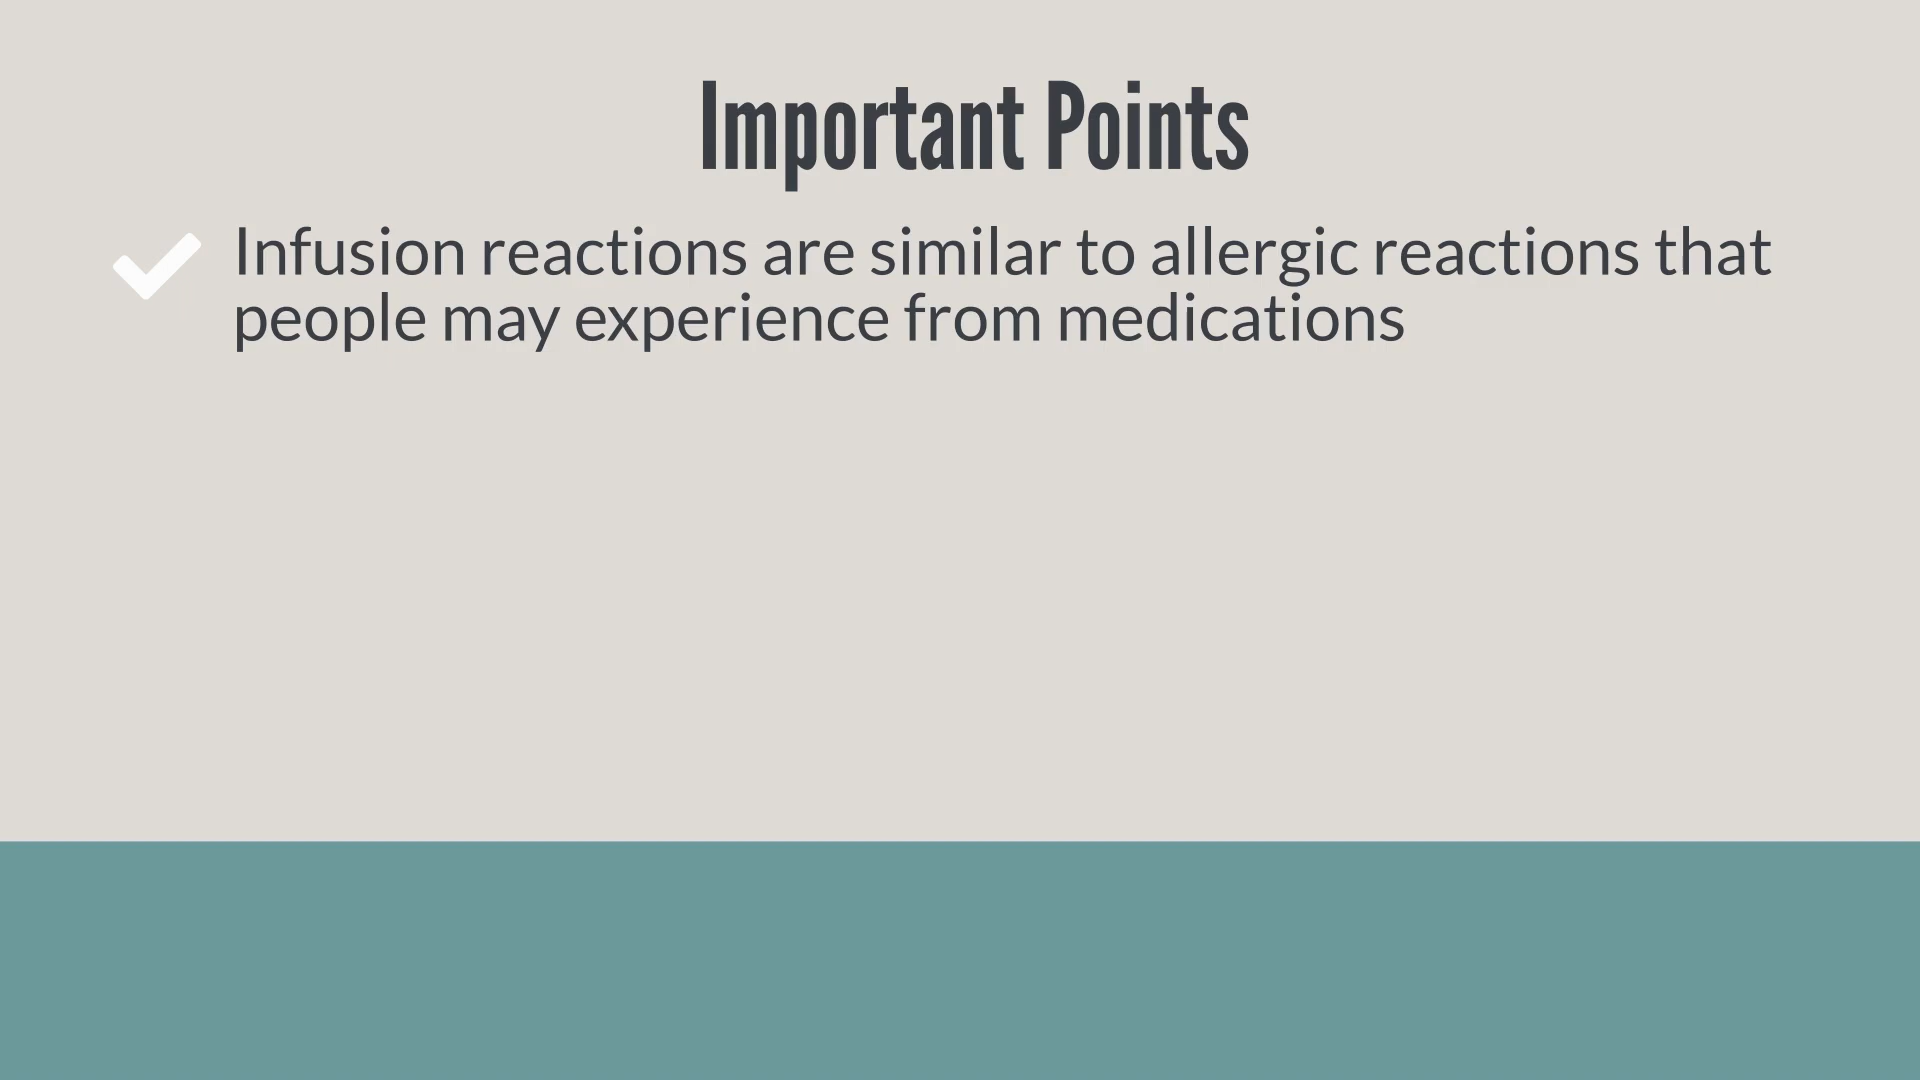 Important Points
Infusion reactions are similar to allergic reactions that
people may experience from medications